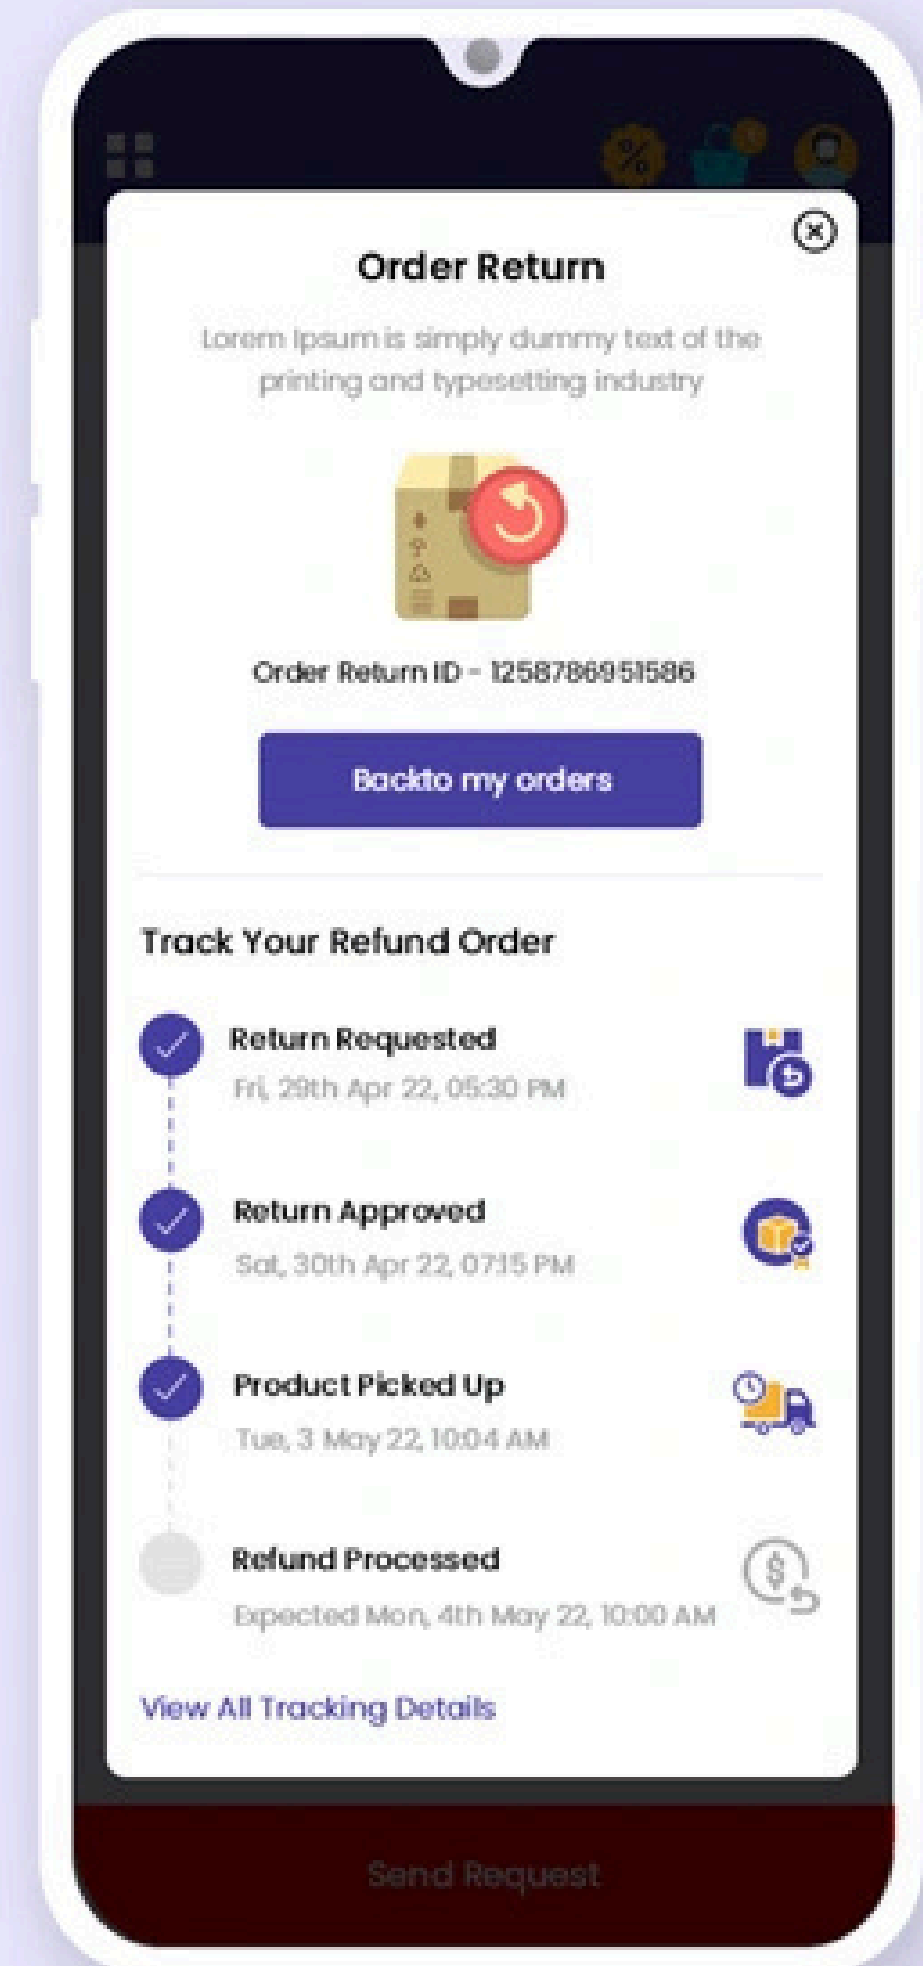 Order Return
Lorem Ipsum is simply dummy text of the
printing and typesetting industry
Order Return ID - 1258786951586
Backto my orders
Track Your Refund Order
Return Requested
Fri, 29th Apr 22, 05:30 PM
Return Approved
Sat, 30th Apr 22, 07:15 PM
Product Picked Up
Tue, 3 May 22, 10:04 AM
Refund Processed
Expected Mon, 4th May 22, 10:00 AM
View All Tracking Details
Send Request